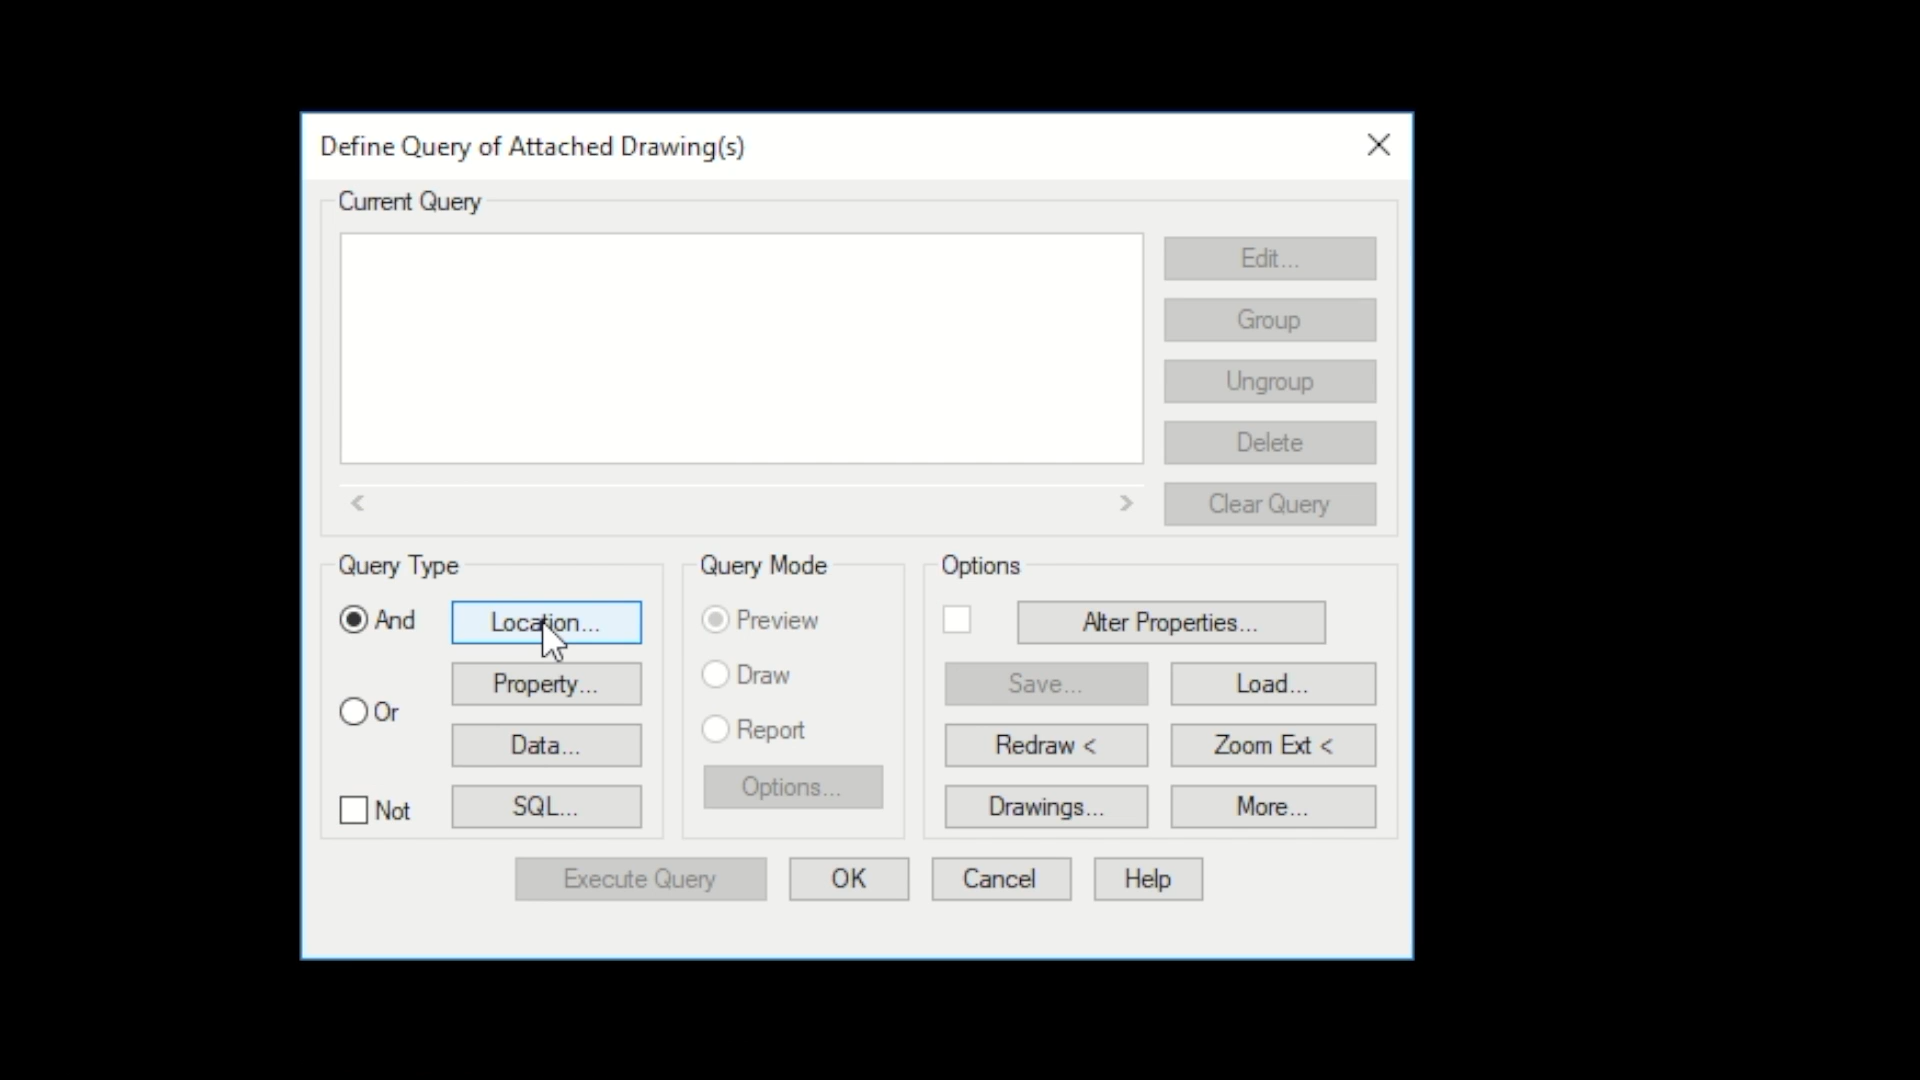 Define Query of Attached Drawing(s)
Current Query
Edit...
Group
Ungroup
Delete
Clear Query
Query Type
And
Location...
Property...
Or
Data...
Not
SQL...
Query Mode
Preview
Draw
Report
Options...
Options
Alter Properties...
Save...
Load...
Redraw <
Zoom Ext <
Drawings...
More...
Execute Query
OK
Cancel
Help